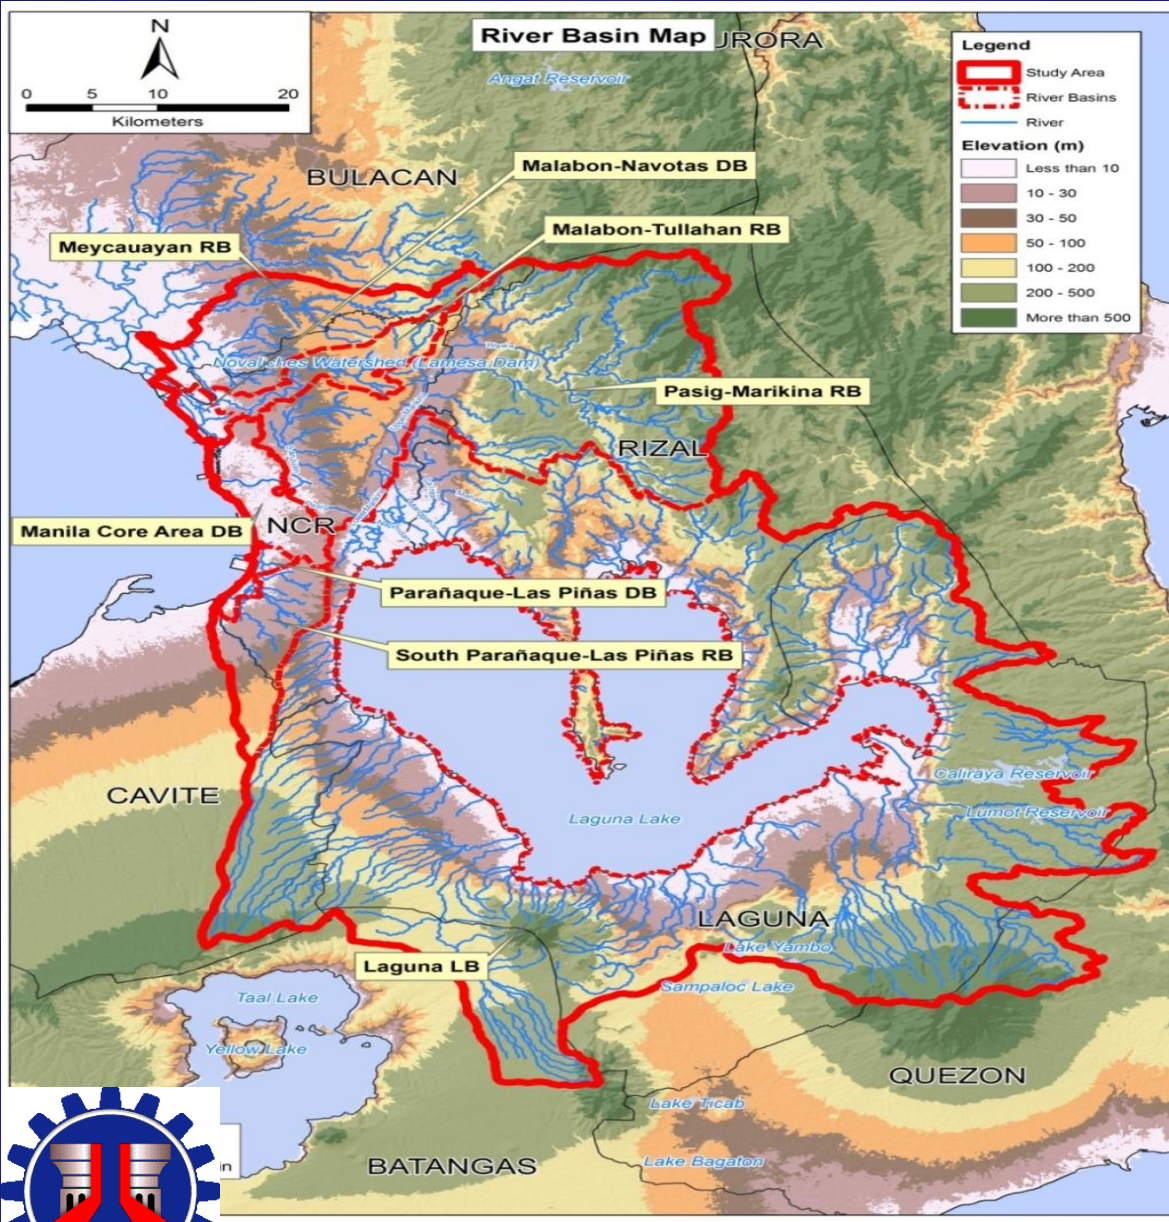 River Basin Map
N
0 5 10 20
Kilometers
Legend
Study Area
River Basins
River
Elevation (m)
Less than 10
10 - 30
30 - 50
50 - 100
100 - 200
200 - 500
More than 500
URORA
Angat Reservoir
BULACAN
Malabon-Navotas DB
Malabon-Tullahan RB
Meycauayan RB
Novaliches Watershed (Lamesa Dam)
Pasig-Marikina RB
RIZAL
Manila Core Area DB
NCR
Parañaque-Las Piñas DB
South Parañaque-Las Piñas RB
CAVITE
Caliraya Reservoir
Lumot Reservoir
Laguna Lake
LAGUNA
Lake Yambo
Laguna LB
Sampaloc Lake
Taal Lake
Yellow Lake
QUEZON
Lake Ticab
Lake Bagaton
BATANGAS
in